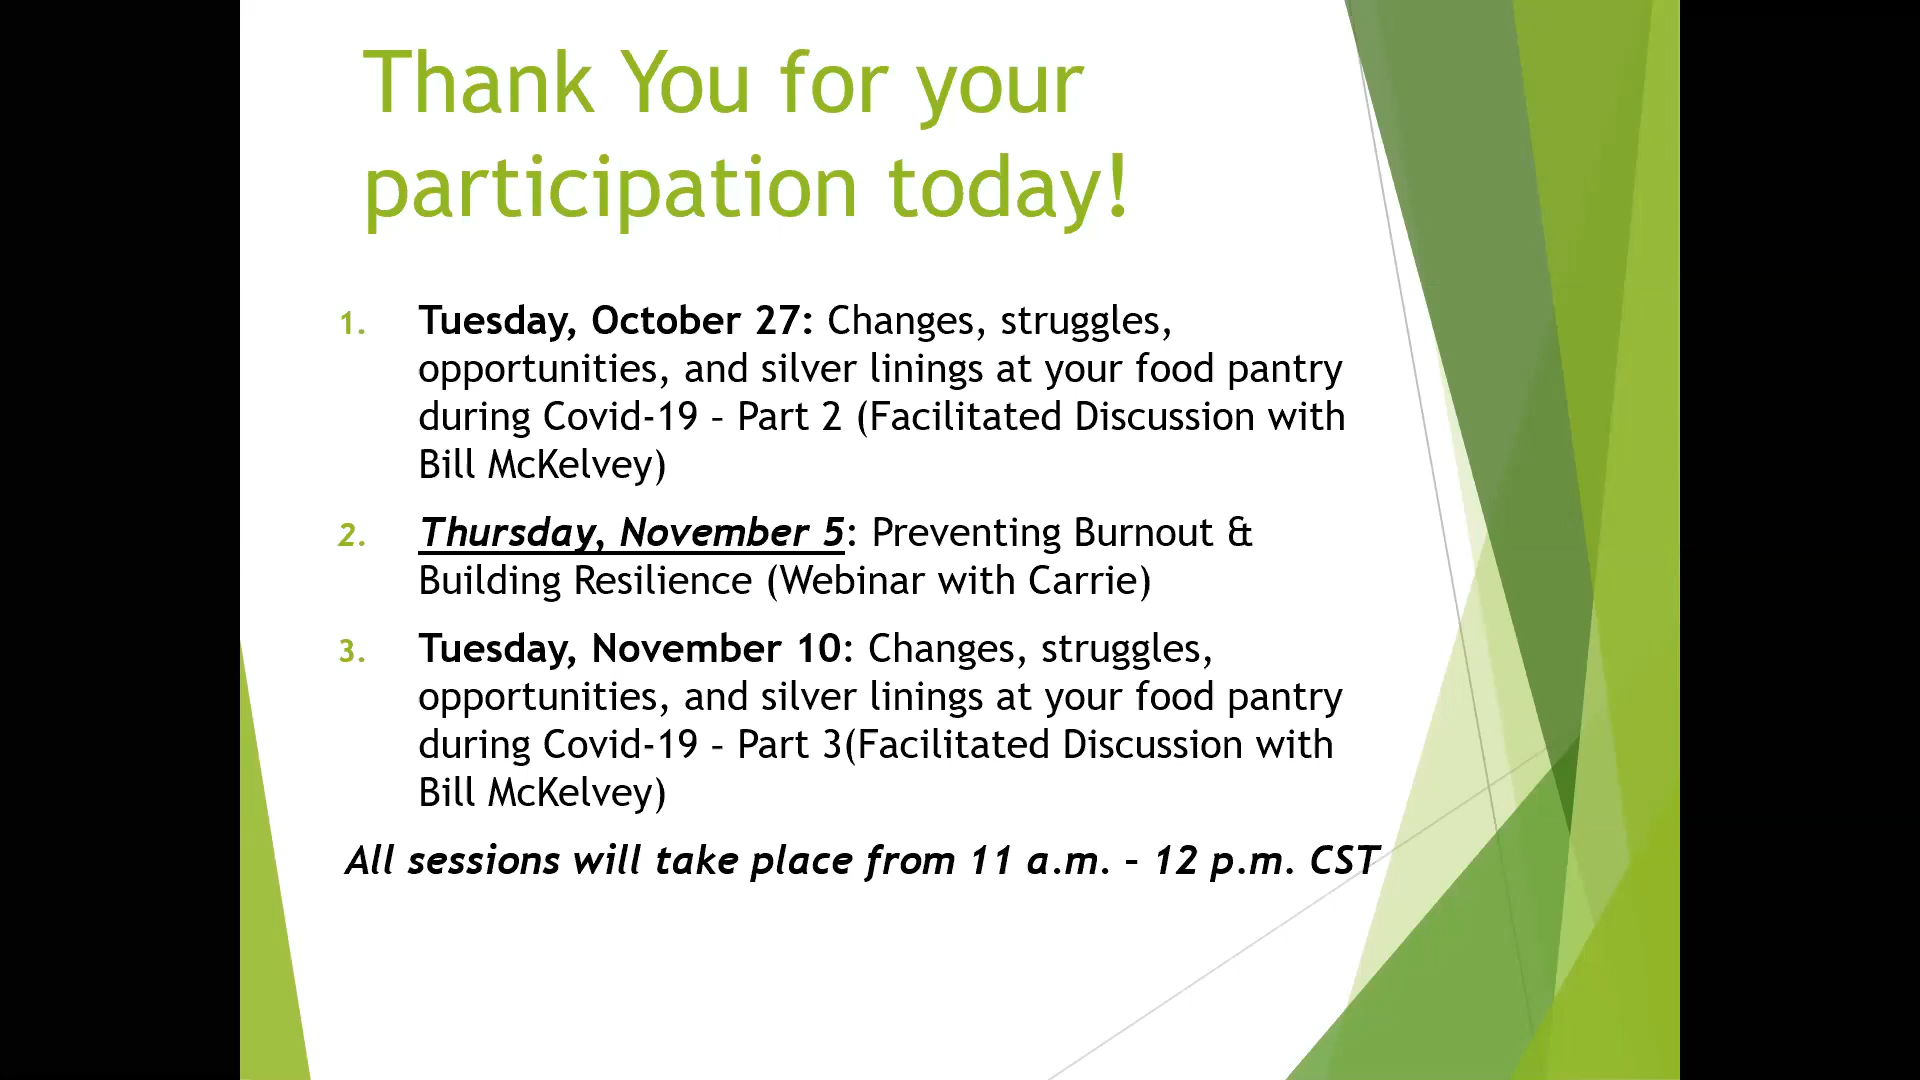 Thank You for your
participation today!
1. Tuesday, October 27: Changes, struggles,
opportunities, and silver linings at your food pantry
during Covid-19 – Part 2 (Facilitated Discussion with
Bill McKelvey)
2. Thursday, November 5: Preventing Burnout &
Building Resilience (Webinar with Carrie)
3. Tuesday, November 10: Changes, struggles,
opportunities, and silver linings at your food pantry
during Covid-19 – Part 3(Facilitated Discussion with
Bill McKelvey)
All sessions will take place from 11 a.m. – 12 p.m. CST